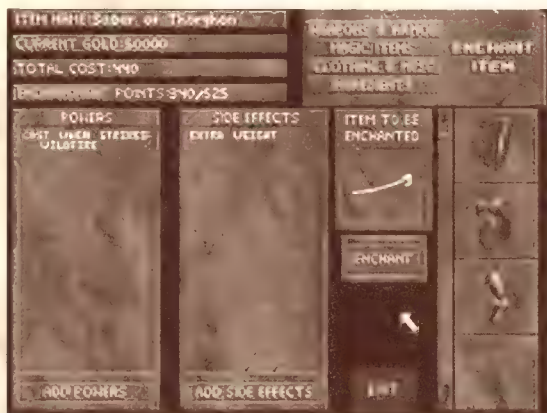 ITEM NAME:Saber of Thorghon
CURRENT GOLD:50000
TOTAL COST:440
POINTS:340/525
WEAPONS & ARMOR
MAGIC ITEMS
CLOTHING & MISC
INGREDIENTS
ENCHANT
ITEM
POWERS
CAST WHEN STRIKES
WILDFIRE
SIDE EFFECTS
EXTRA WEIGHT
ITEM TO BE
ENCHANTED
ENCHANT
ADD POWERS
ADD SIDE EFFECTS
EXIT